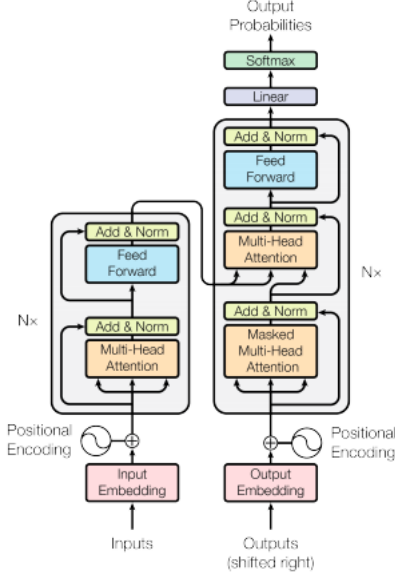 Output
Probabilities
Softmax
Linear
Add & Norm
Feed
Forward
Add & Norm
Multi-Head
Attention
Add & Norm
Masked
Multi-Head
Attention
Nx
Add & Norm
Feed
Forward
Add & Norm
Multi-Head
Attention
N×
Positional
Encoding
Input
Embedding
Inputs
Positional
Encoding
Output
Embedding
Outputs
(shifted right)